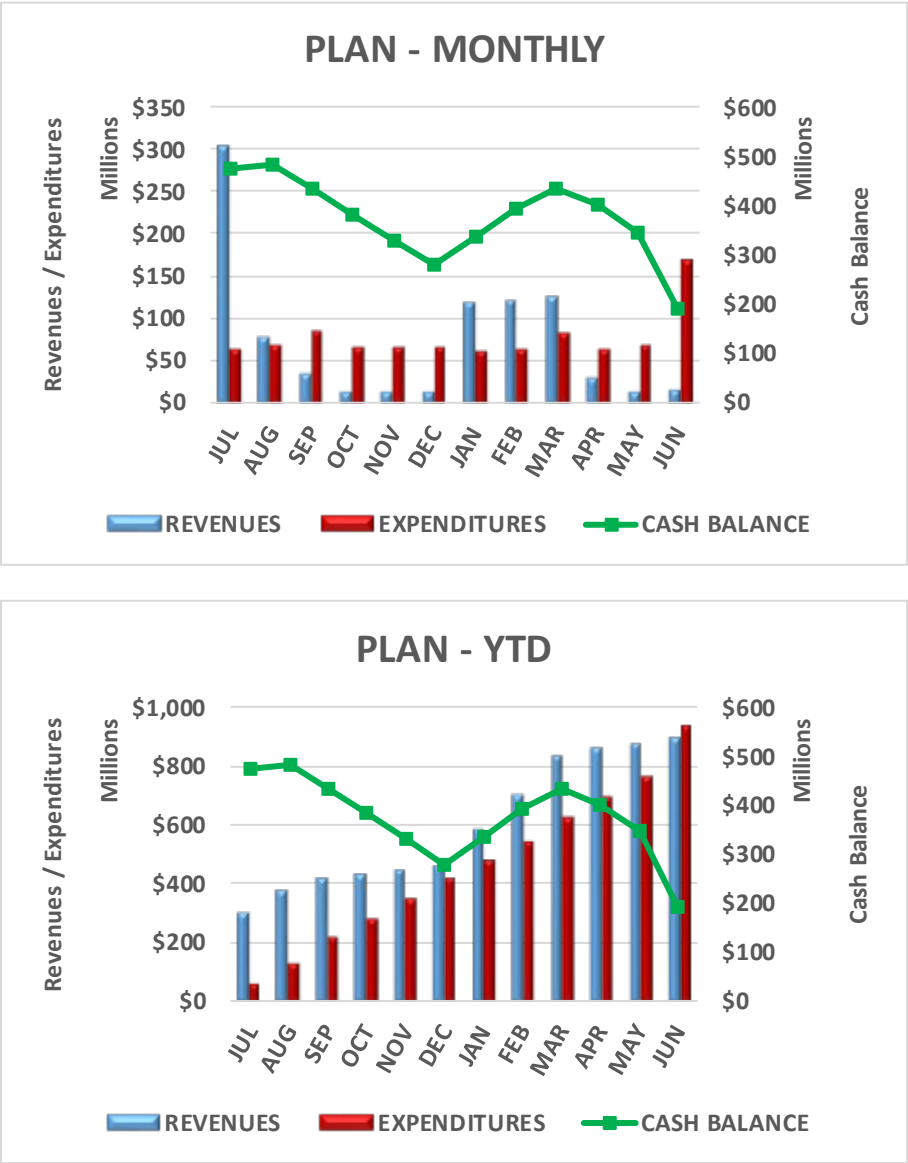 PLAN - MONTHLY
Revenues / Expenditures
Millions
$350
$300
$250
$200
$150
$100
$50
$0
$600
$500
$400
$300
$200
$100
$0
Millions
Cash Balance
JUL
AUG
SEP
OCT
NOV
DEC
JAN
FEB
MAR
APR
MAY
JUN
REVENUES EXPENDITURES CASH BALANCE
PLAN - YTD
Revenues / Expenditures
Millions
$1,000
$800
$600
$400
$200
$0
$600
$500
$400
$300
$200
$100
$0
Millions
Cash Balance
JUL
AUG
SEP
OCT
NOV
DEC
JAN
FEB
MAR
APR
MAY
JUN
REVENUES EXPENDITURES CASH BALANCE